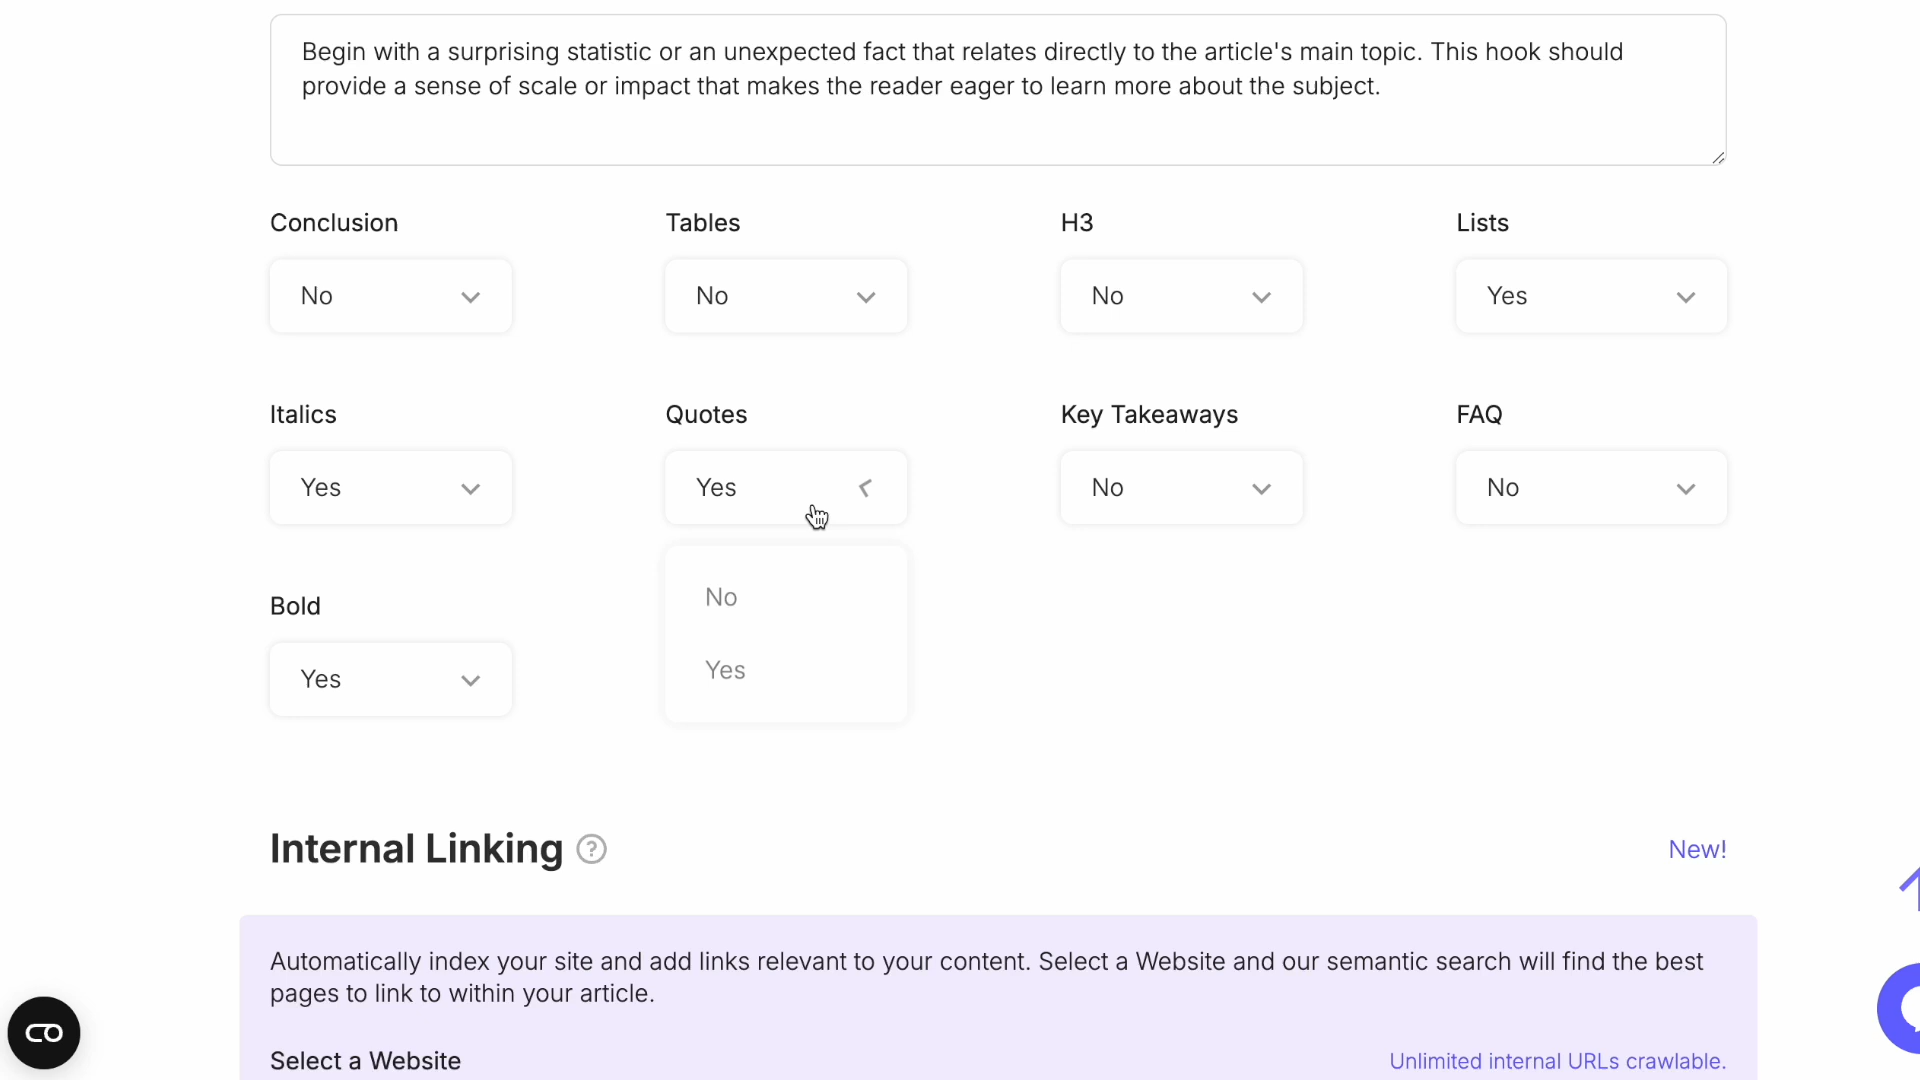 Begin with a surprising statistic or an unexpected fact that relates directly to the article's main topic. This hook should
provide a sense of scale or impact that makes the reader eager to learn more about the subject.
Conclusion
Tables
H3
Lists
No
No
No
Yes
Italics
Quotes
Key Takeaways
FAQ
Yes
Yes
No
No
Bold
No
Yes
Yes
Internal Linking ?
New!
Automatically index your site and add links relevant to your content. Select a Website and our semantic search will find the best
pages to link to within your article.
Select a Website
Unlimited internal URLs crawlable.